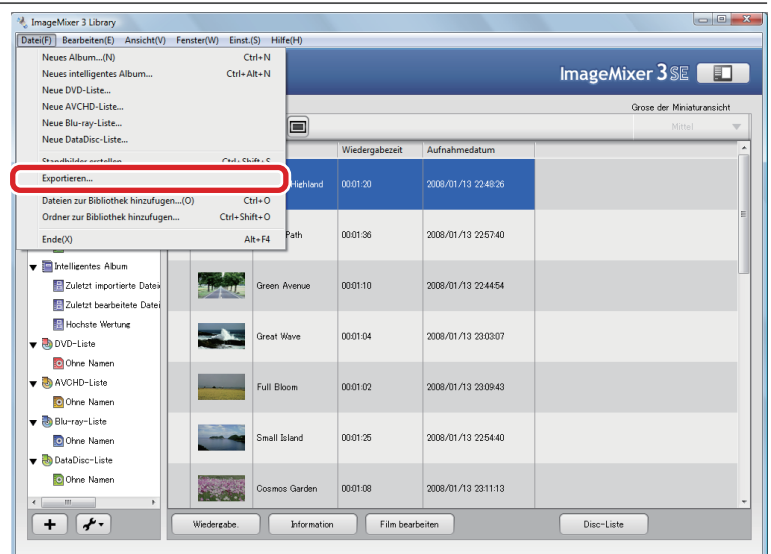 ImageMixer 3 Library
Datei(F) Bearbeiten(E) Ansicht(V) Fenster(W) Einst.(S) Hilfe(H)
Neues Album...(N) Ctrl+N
Neues intelligentes Album... Ctrl+Alt+N
Neue DVD-Liste...
Neue AVCHD-Liste...
Neue Blu-ray-Liste...
Neue DataDisc-Liste...
Standbilder erstellen Ctrl+Shift+S
Exportieren...
Dateien zur Bibliothek hinzufugen...(O) Ctrl+O
Ordner zur Bibliothek hinzufugen... Ctrl+Shift+O
Ende(X) Alt+F4
ImageMixer 3 SE
Grose der Miniaturansicht
Mittel
Wiedergabezeit Aufnahmedatum
Highland 00:01:20 2008/01/13 22:48:26
Path 00:01:36 2008/01/13 22:57:40
Green Avenue 00:01:10 2008/01/13 22:44:54
Great Wave 00:01:04 2008/01/13 23:03:07
Full Bloom 00:01:02 2008/01/13 23:09:43
Small Island 00:01:25 2008/01/13 22:54:40
Cosmos Garden 00:01:08 2008/01/13 23:11:13
Intelligentes Album
Zuletzt importierte Datei
Zuletzt bearbeitete Datei
Hochste Wertung
DVD-Liste
Ohne Namen
AVCHD-Liste
Ohne Namen
Blu-ray-Liste
Ohne Namen
DataDisc-Liste
Ohne Namen
Wiedergabe. Information Film bearbeiten Disc-Liste